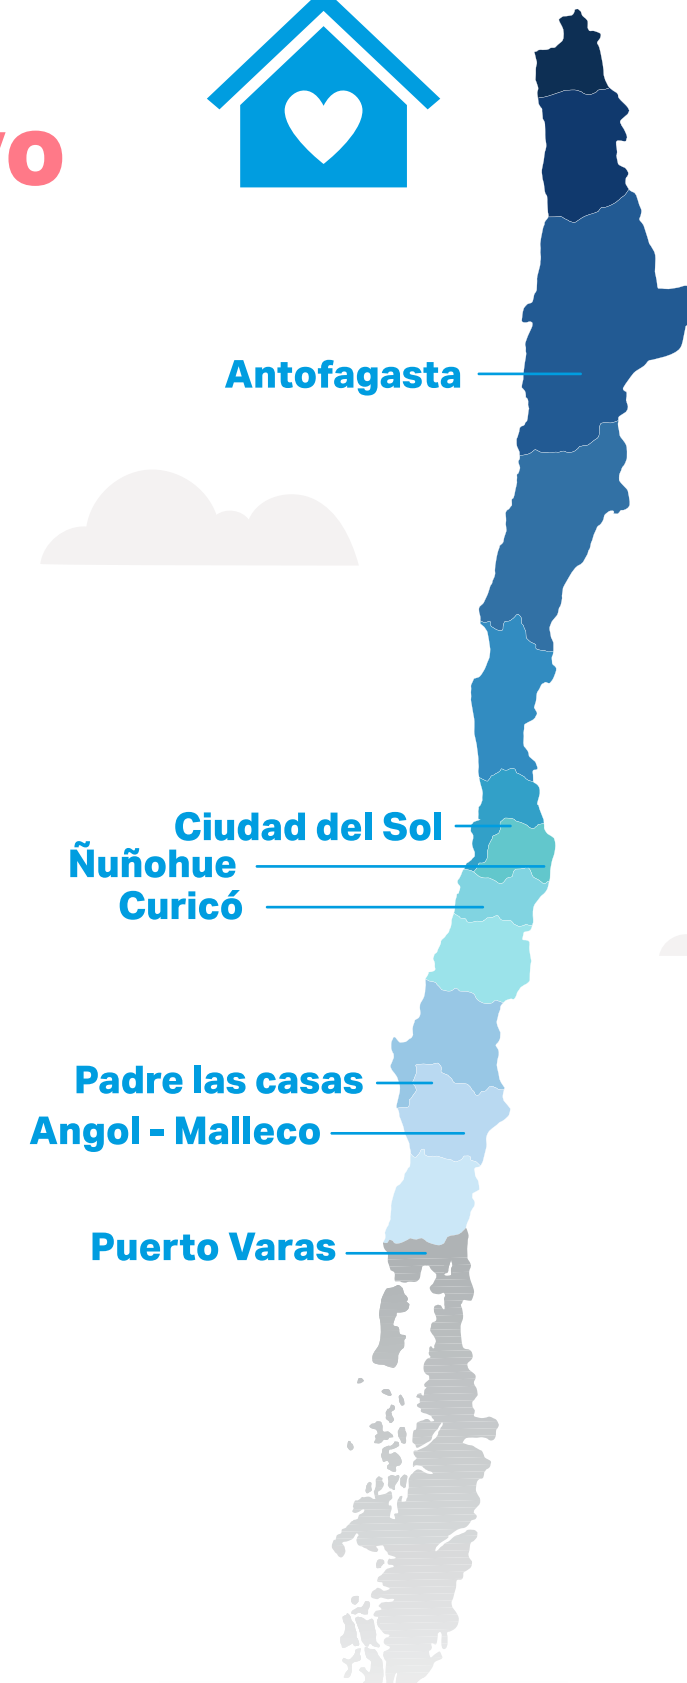 Antofagasta
Ciudad del Sol
Ñuñohue
Curicó
Padre las casas
Angol - Malleco
Puerto Varas